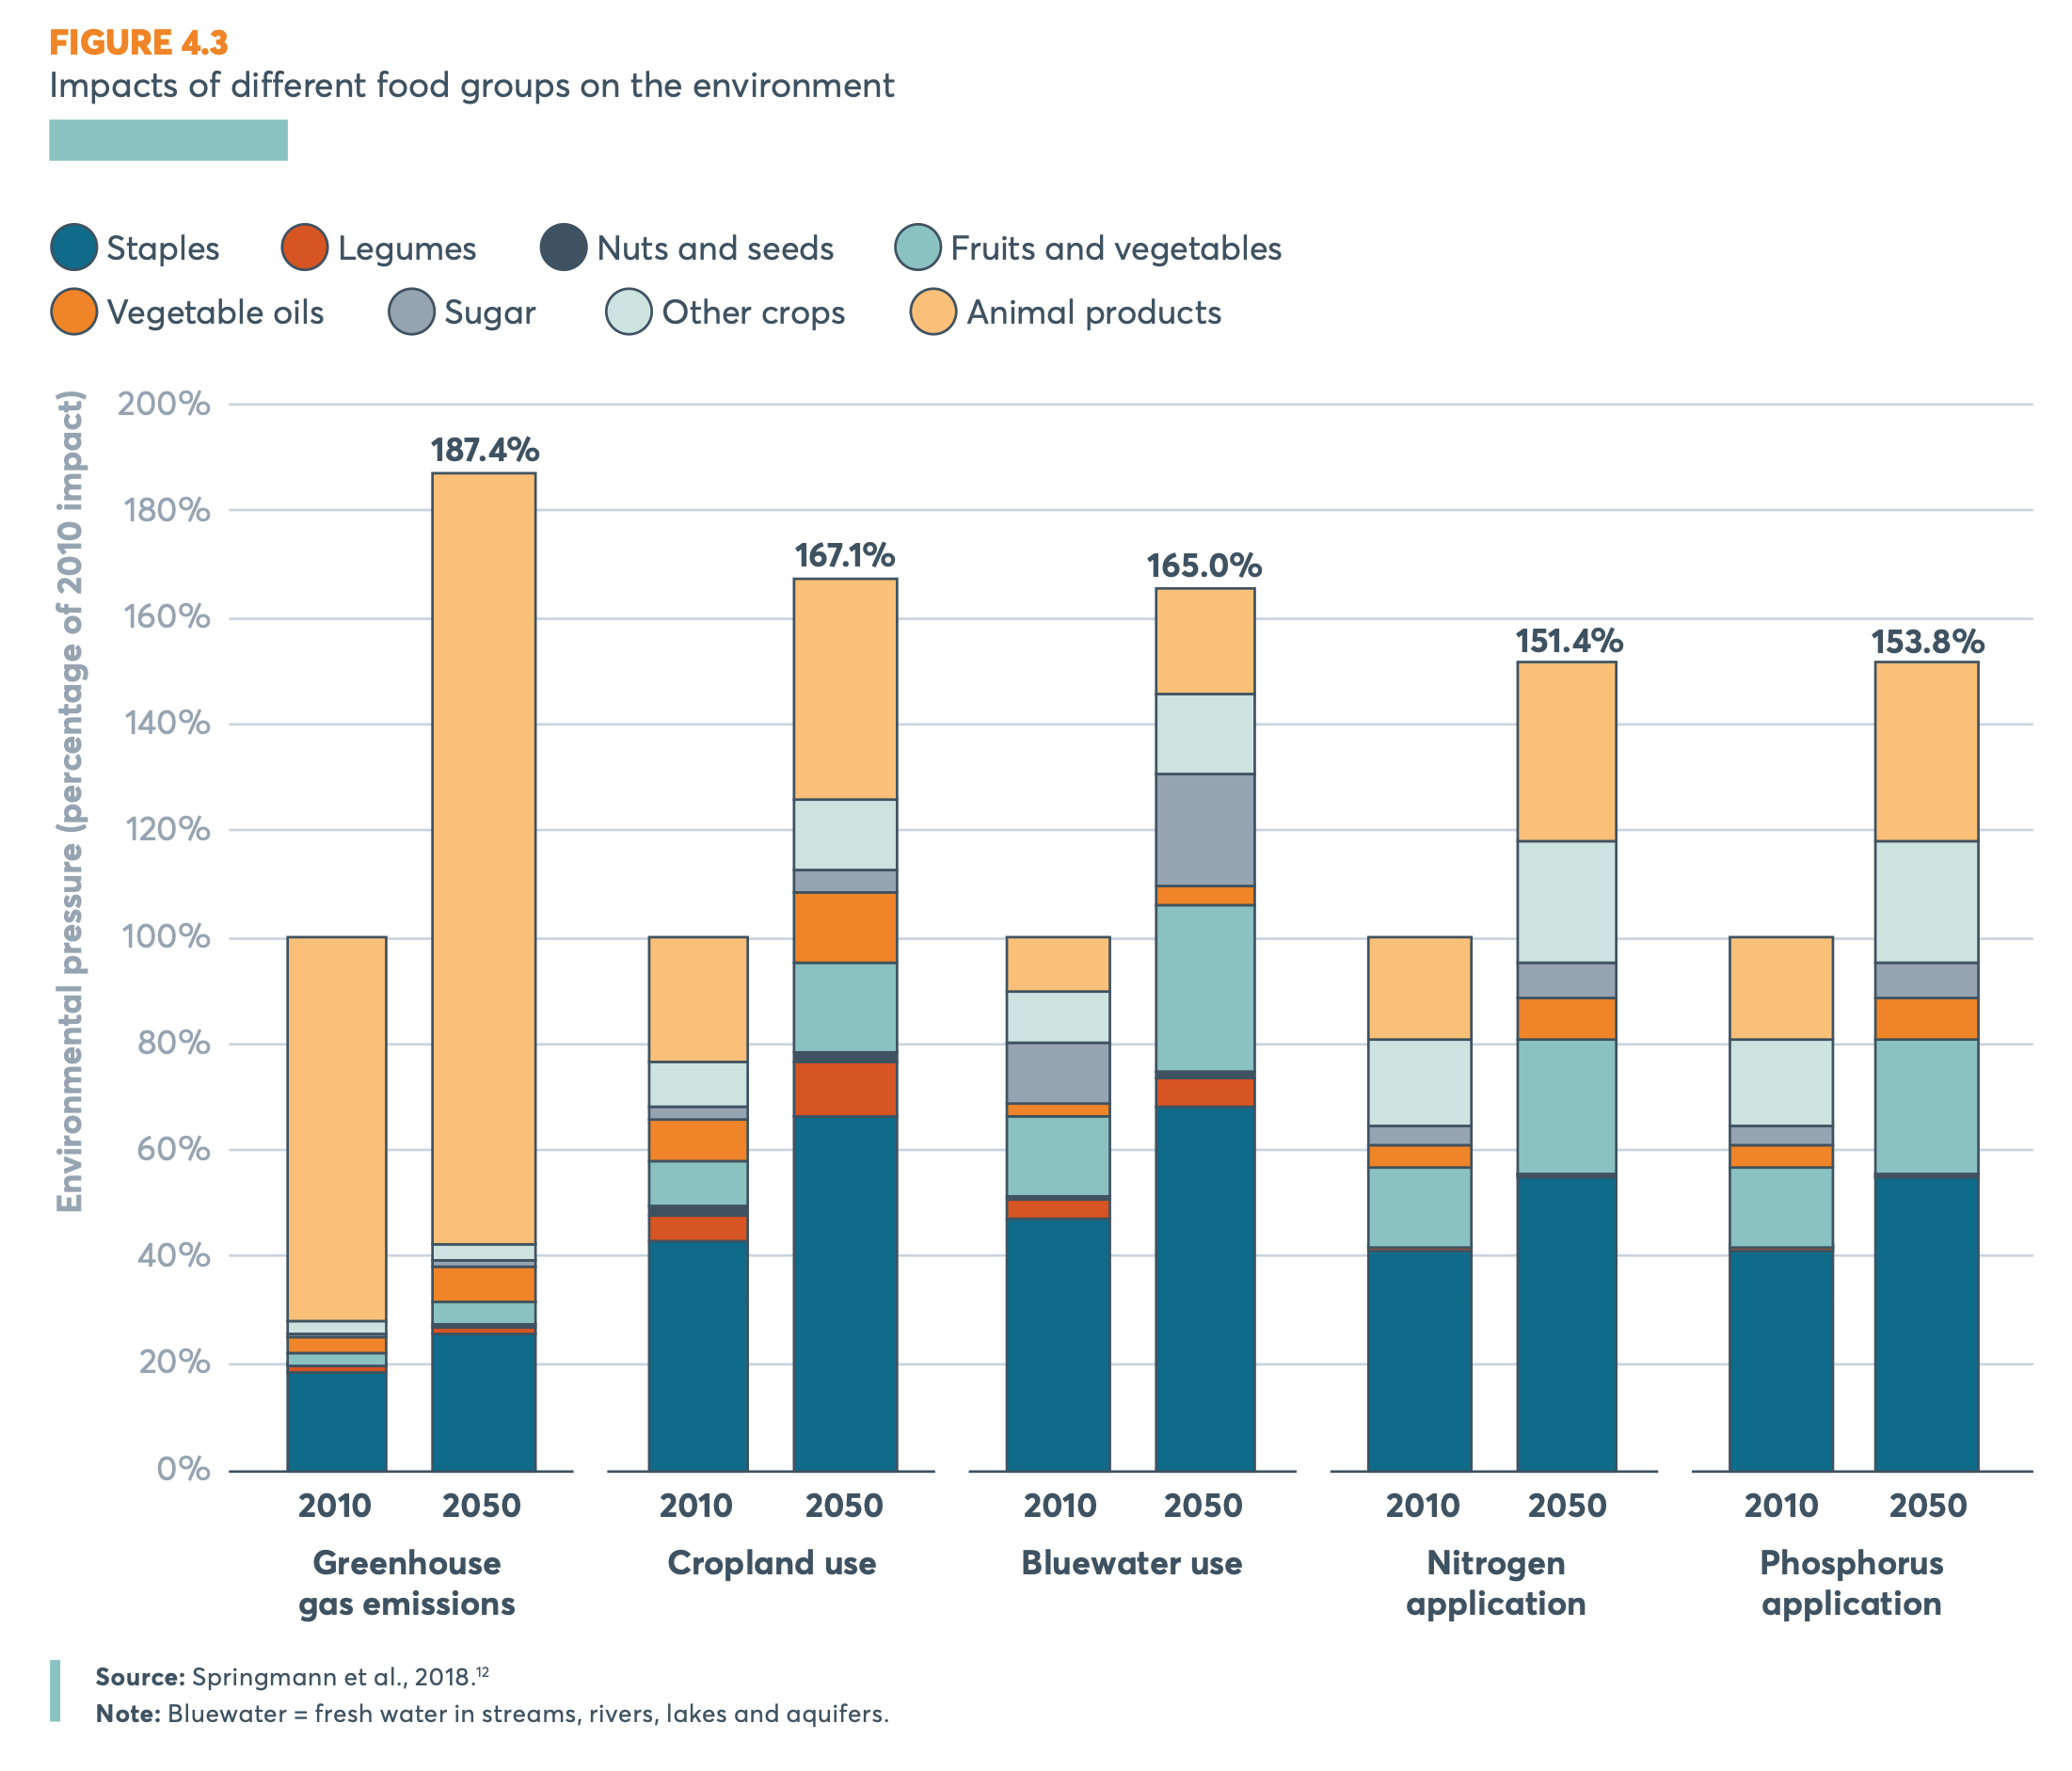 FIGURE 4.3
Impacts of different food groups on the environment
Staples Legumes Nuts and seeds Fruits and vegetables
Vegetable oils Sugar Other crops Animal products
Environmental pressure (percentage of 2010 impact)
200%
187.4%
180%
167.1%
165.0%
160%
151.4%
153.8%
140%
120%
100%
80%
60%
40%
20%
0%
2010 2050 2010 2050 2010 2050 2010 2050 2010 2050
Greenhouse Cropland use Bluewater use Nitrogen Phosphorus
gas emissions application application
Source: Springmann et al., 2018.¹²
Note: Bluewater = fresh water in streams, rivers, lakes and aquifers.